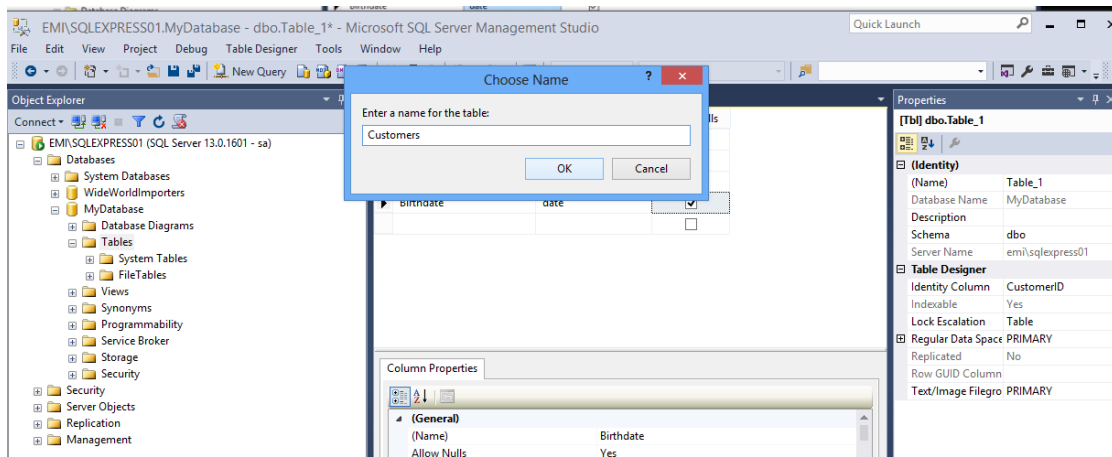 Database Diagrams
Birthdate date
EMI\SQLEXPRESS01.MyDatabase - dbo.Table_1* - Microsoft SQL Server Management Studio
Quick Launch
File Edit View Project Debug Table Designer Tools Window Help
New Query
Choose Name ?
Object Explorer
Properties
Enter a name for the table:
Connect
lls
[Tbl] dbo.Table_1
Customers
EMI\SQLEXPRESS01 (SQL Server 13.0.1601 - sa)
Databases
(Identity)
System Databases
OK Cancel
(Name) Table_1
WideWorldImporters
Database Name MyDatabase
MyDatabase
Birthdate date
Description
Database Diagrams
Schema dbo
Tables
Server Name emi\sqlexpress01
System Tables
Table Designer
FileTables
Identity Column CustomerID
Views
Indexable Yes
Synonyms
Lock Escalation Table
Programmability
Regular Data Space PRIMARY
Service Broker
Replicated No
Storage
Column Properties
Row GUID Column
Security
Text/Image Filegro PRIMARY
Security
Server Objects
(General)
Replication
(Name) Birthdate
Management
Allow Nulls Yes